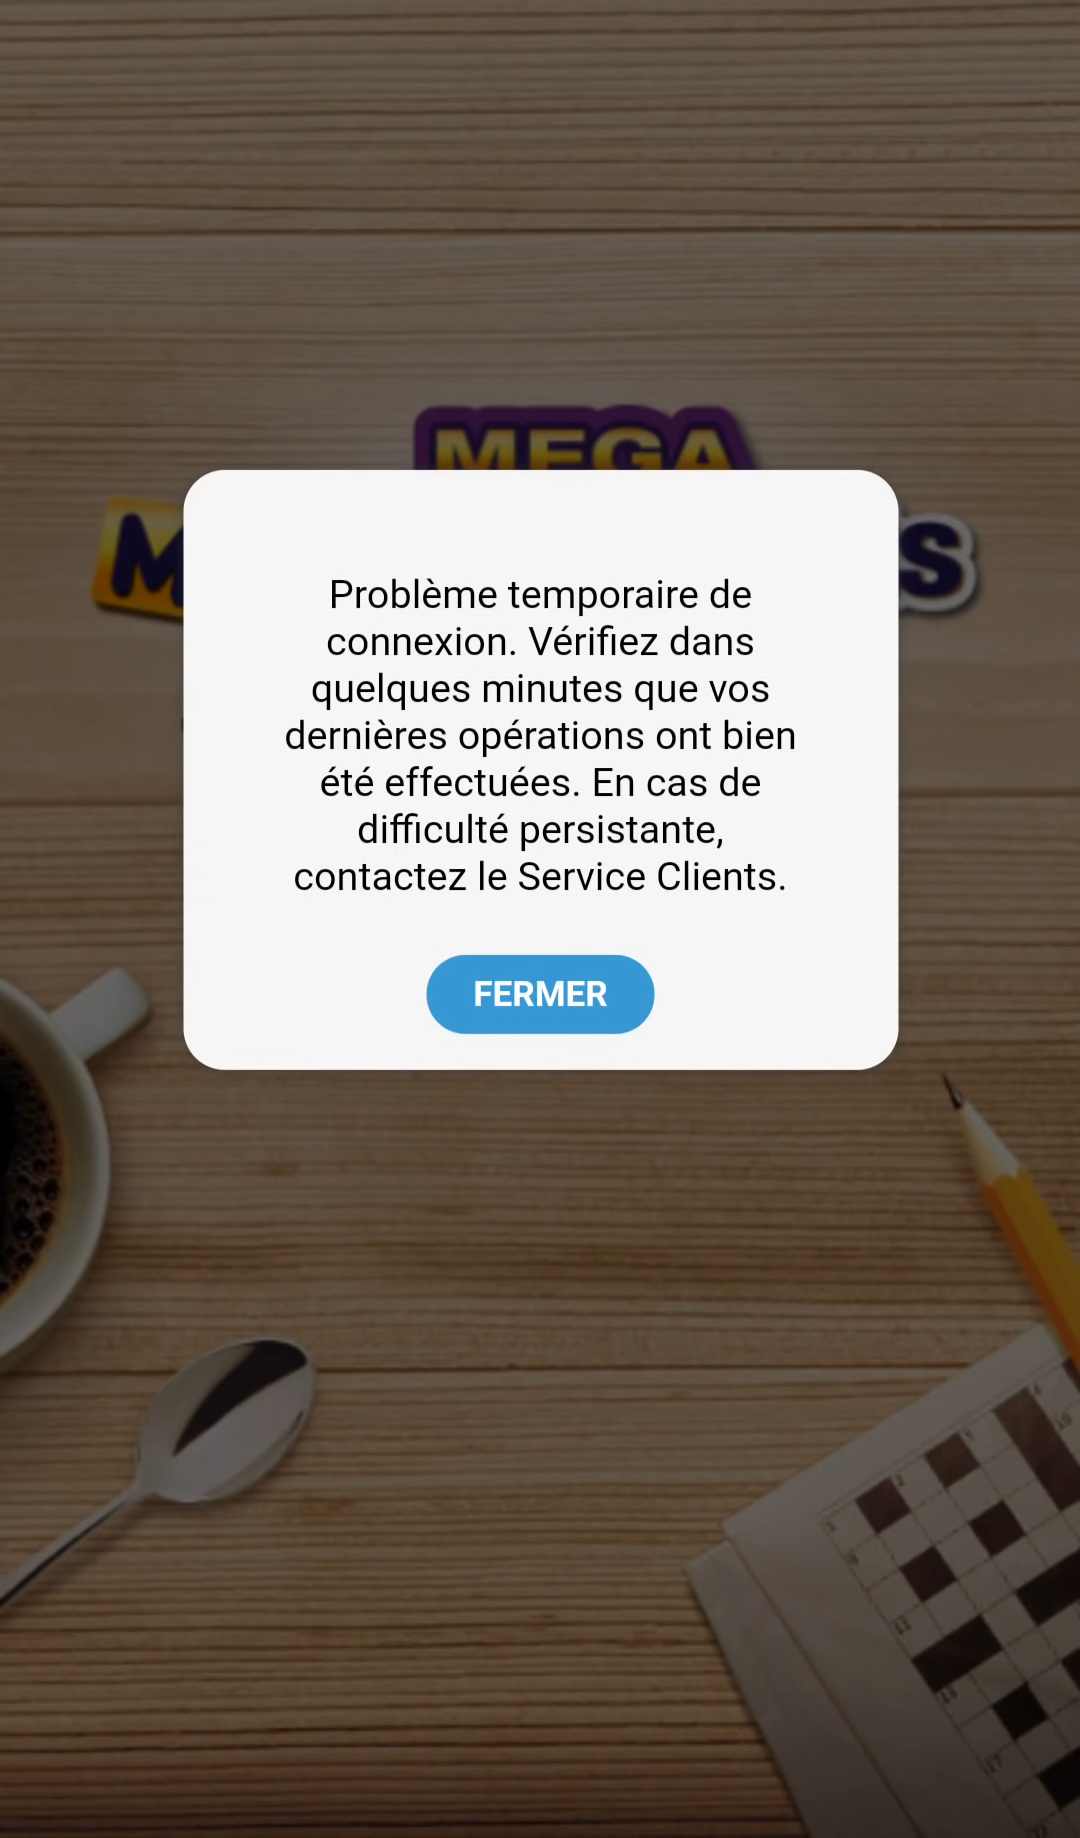 MEGA
M
S
Problème temporaire de
connexion. Vérifiez dans
quelques minutes que vos
dernières opérations ont bien
été effectuées. En cas de
difficulté persistante,
contactez le Service Clients.
FERMER